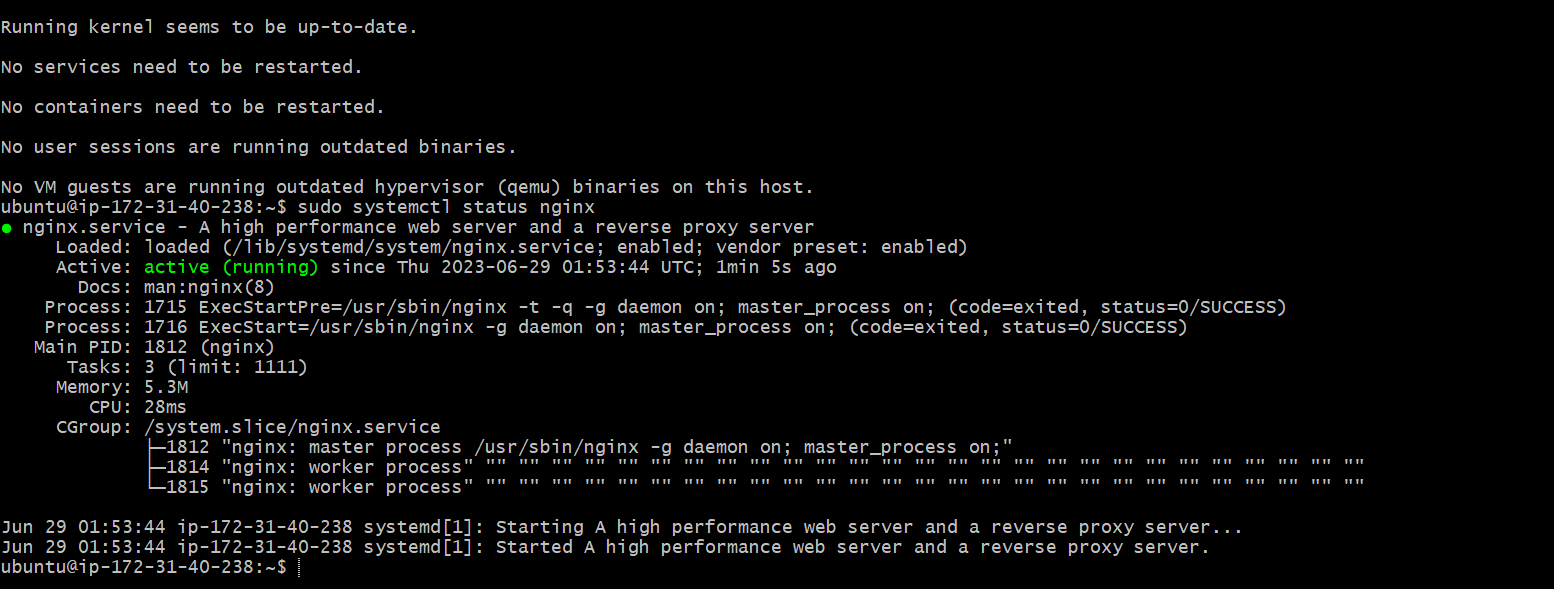 Running kernel seems to be up-to-date.
No services need to be restarted.
No containers need to be restarted.
No user sessions are running outdated binaries.
No VM guests are running outdated hypervisor (qemu) binaries on this host.
ubuntu@ip-172-31-40-238:~$ sudo systemctl status nginx
● nginx.service - A high performance web server and a reverse proxy server
     Loaded: loaded (/lib/systemd/system/nginx.service; enabled; vendor preset: enabled)
     Active: active (running) since Thu 2023-06-29 01:53:44 UTC; 1min 5s ago
       Docs: man:nginx(8)
    Process: 1715 ExecStartPre=/usr/sbin/nginx -t -q -g daemon on; master_process on; (code=exited, status=0/SUCCESS)
    Process: 1716 ExecStart=/usr/sbin/nginx -g daemon on; master_process on; (code=exited, status=0/SUCCESS)
   Main PID: 1812 (nginx)
      Tasks: 3 (limit: 1111)
     Memory: 5.3M
        CPU: 28ms
     CGroup: /system.slice/nginx.service
             ├─1812 "nginx: master process /usr/sbin/nginx -g daemon on; master_process on;"
             ├─1814 "nginx: worker process" "" "" "" "" "" "" "" "" "" "" "" "" "" "" "" "" "" "" "" "" "" "" "" "" "" "" ""
             └─1815 "nginx: worker process" "" "" "" "" "" "" "" "" "" "" "" "" "" "" "" "" "" "" "" "" "" "" "" "" "" "" ""
Jun 29 01:53:44 ip-172-31-40-238 systemd[1]: Starting A high performance web server and a reverse proxy server...
Jun 29 01:53:44 ip-172-31-40-238 systemd[1]: Started A high performance web server and a reverse proxy server.
ubuntu@ip-172-31-40-238:~$